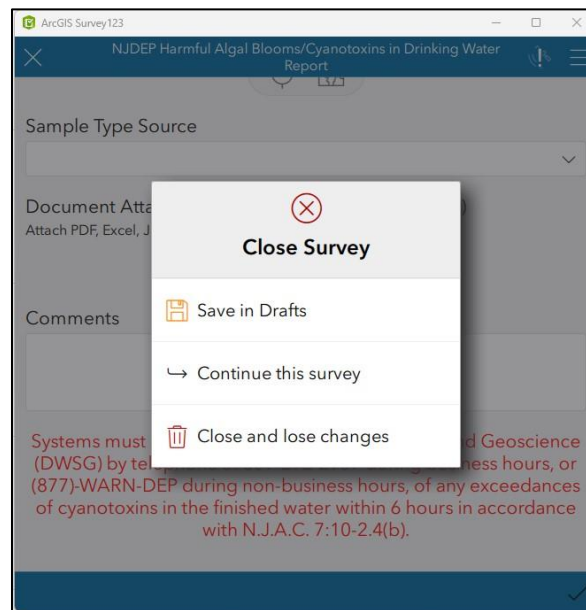 ArcGIS Survey123
NJDEP Harmful Algal Blooms/Cyanotoxins in Drinking Water
Report
Sample Type Source
Document Atta
)
Attach PDF, Excel, J
Close Survey
Save in Drafts
Comments
Continue this survey
Close and lose changes
Systems must
d Geoscience
(DWSG) by tel
ness hours, or
(877)-WARN-DEP during non-business hours, of any exceedances
of cyanotoxins in the finished water within 6 hours in accordance
with N.J.A.C. 7:10-2.4(b).